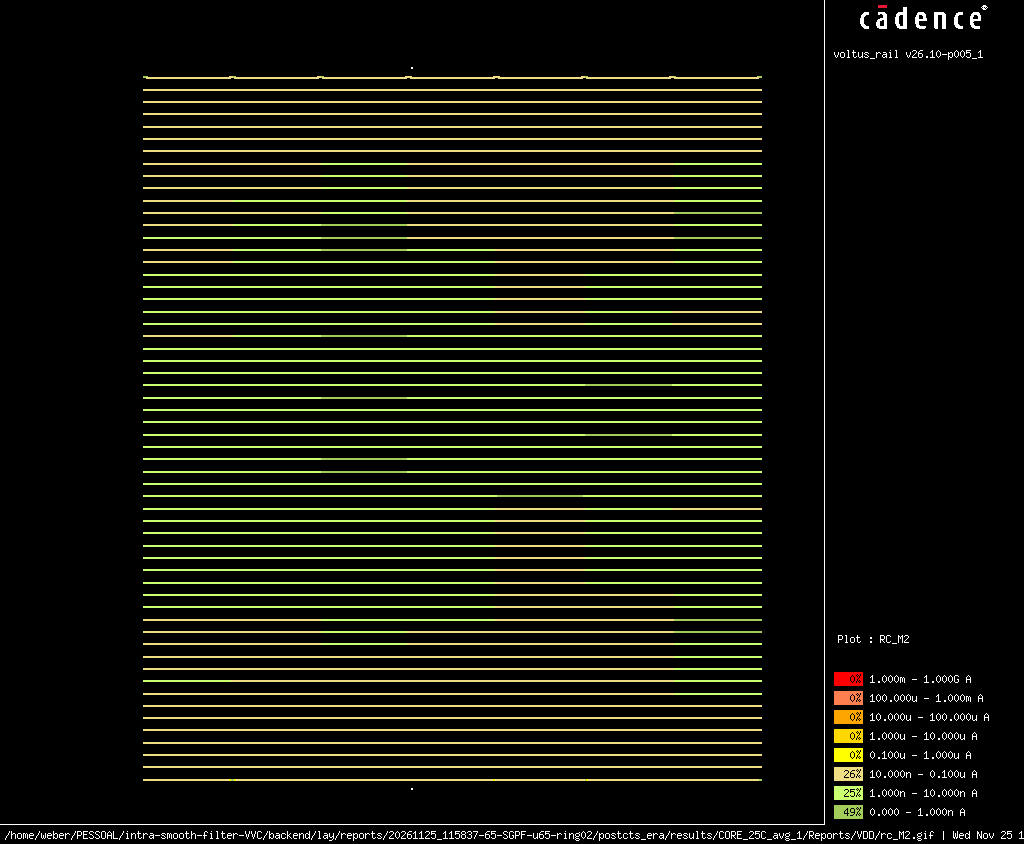 cādence®
voltus_rail v26.10-p005_1
Plot : RC_M2
0% 1.000m - 1.000G A
0% 100.000u - 1.000m A
0% 10.000u - 100.000u A
0% 1.000u - 10.000u A
0% 0.100u - 1.000u A
26% 10.000n - 0.100u A
25% 1.000n - 10.000n A
49% 0.000 - 1.000n A
/home/weber/PESSOAL/intra-smooth-filter-VVC/backend/lay/reports/20261125_115837-65-SGPF-u65-ring02/postcts_era/results/CORE_25C_avg_1/Reports/VDD/rc_M2.gif | Wed Nov 25 1